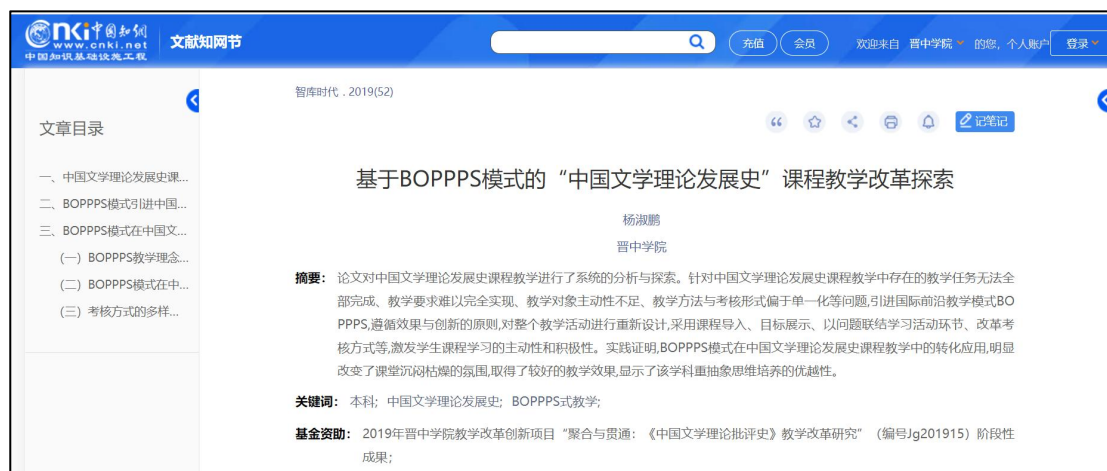 cnki中国知网
www.cnki.net
中国知识基础设施工程
文献知网节
充值
会员
欢迎来自 晋中学院 的您，个人账户
登录
智库时代 . 2019(52)
记笔记
文章目录
一、中国文学理论发展史课...
二、BOPPPS模式引进中国...
三、BOPPPS模式在中国文...
（一）BOPPPS教学理念...
（二）BOPPPS模式在中...
（三）考核方式的多样...
基于BOPPPS模式的“中国文学理论发展史”课程教学改革探索
杨淑鹏
晋中学院
摘要： 论文对中国文学理论发展史课程教学进行了系统的分析与探索。针对中国文学理论发展史课程教学中存在的教学任务无法全
部完成、教学要求难以完全实现、教学对象主动性不足、教学方法与考核形式偏于单一化等问题,引进国际前沿教学模式BO
PPPS,遵循效果与创新的原则,对整个教学活动进行重新设计,采用课程导入、目标展示、以问题联结学习活动环节、改革考
核方式等,激发学生课程学习的主动性和积极性。实践证明,BOPPPS模式在中国文学理论发展史课程教学中的转化应用,明显
改变了课堂沉闷枯燥的氛围,取得了较好的教学效果,显示了该学科重抽象思维培养的优越性。
关键词： 本科; 中国文学理论发展史; BOPPPS式教学;
基金资助： 2019年晋中学院教学改革创新项目“聚合与贯通：《中国文学理论批评史》教学改革研究”（编号Jg201915）阶段性
成果;